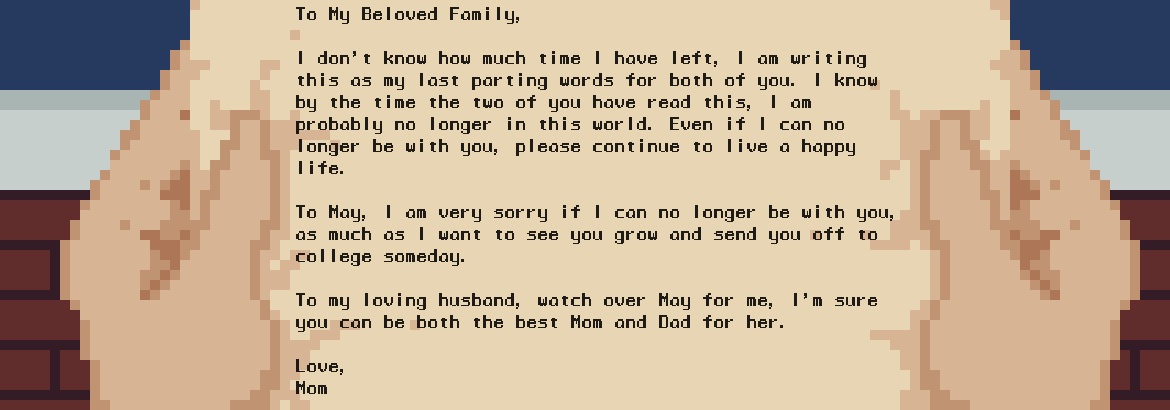 To My Beloved Family,
I don't know how much time I have left, I am writing
this as my last parting words for both of you. I know
by the time the two of you have read this, I am
probably no longer in this world. Even if I can no
longer be with you, please continue to live a happy
life.
To May, I am very sorry if I can no longer be with you,
as much as I want to see you grow and send you off to
college someday.
To my loving husband, watch over May for me, I'm sure
you can be both the best Mom and Dad for her.
Love,
Mom